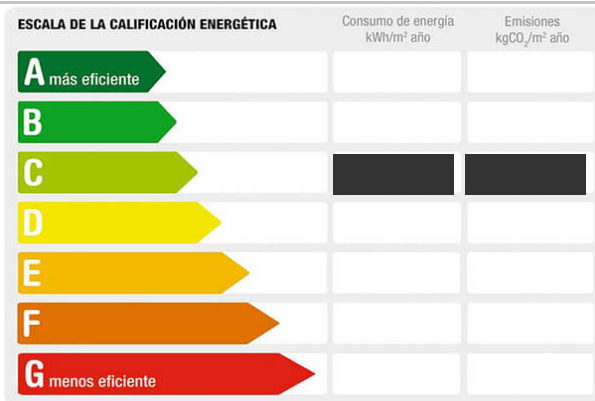 ESCALA DE LA CALIFICACIÓN ENERGÉTICA
Consumo de energía
kWh/m² año
Emisiones
kgCO₂/m² año
A más eficiente
B
C
D
E
F
G menos eficiente